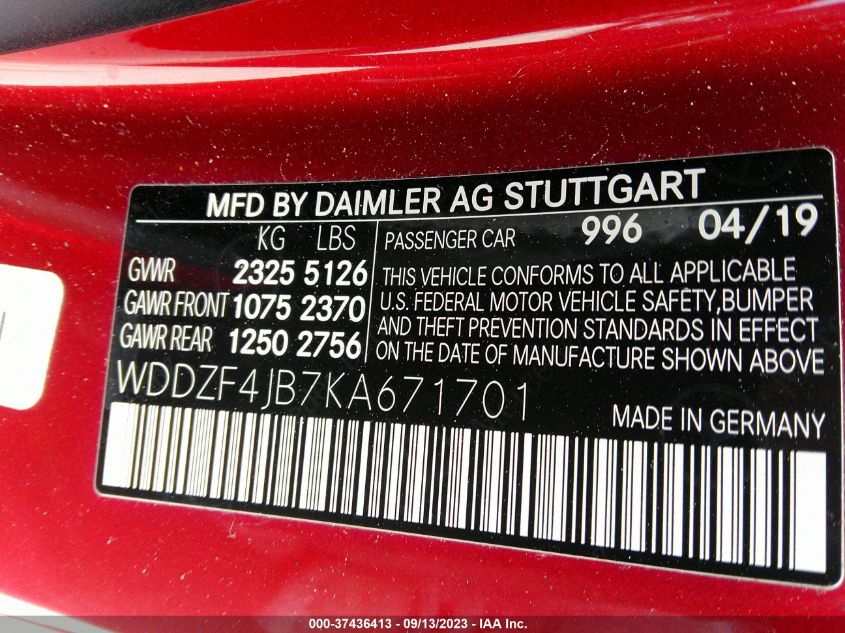 MFD BY DAIMLER AG STUTTGART
KG LBS
GVWR 2325 5126
GAWR FRONT 1075 2370
GAWR REAR 1250 2756
PASSENGER CAR 996 04/19
THIS VEHICLE CONFORMS TO ALL APPLICABLE
U.S. FEDERAL MOTOR VEHICLE SAFETY,BUMPER
AND THEFT PREVENTION STANDARDS IN EFFECT
ON THE DATE OF MANUFACTURE SHOWN ABOVE
WDDZF4JB7KA671701
MADE IN GERMANY
000-37436413 - 09/13/2023 - IAA Inc.